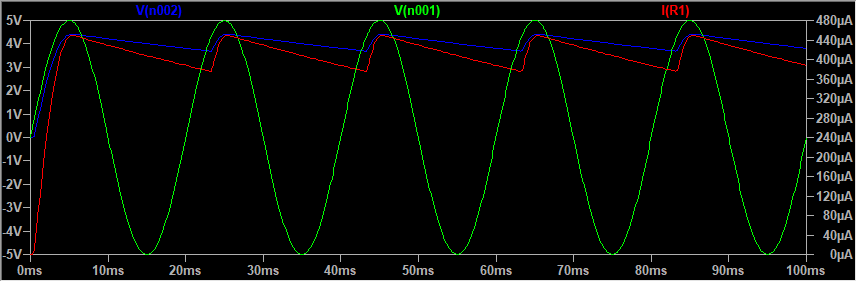 V(n002) V(n001) I(R1)
5V 480µA
4V 440µA
3V 400µA
2V 360µA
1V 320µA
0V 280µA
-1V 240µA
-2V 200µA
-3V 160µA
-4V 120µA
-5V 80µA
40µA
0µA
0ms 10ms 20ms 30ms 40ms 50ms 60ms 70ms 80ms 90ms 100ms